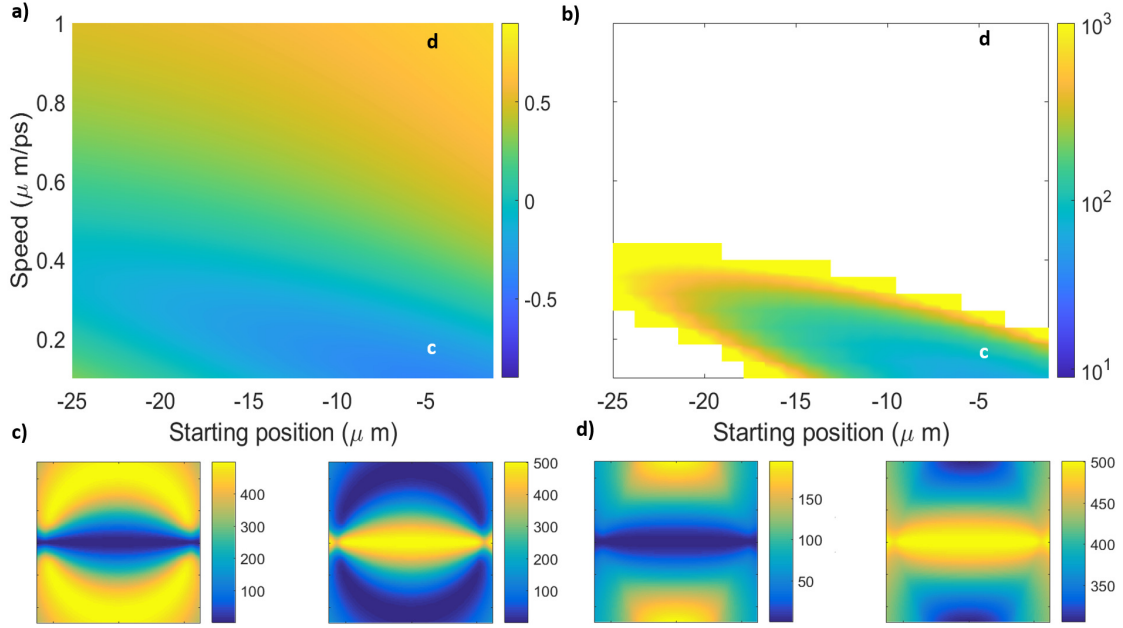 a)
b)
1
0.8
0.6
0.4
0.2
Speed (μ m/ps)
d
c
0.5
0
-0.5
d
c
10³
10²
10¹
-25 -20 -15 -10 -5
-25 -20 -15 -10 -5
Starting position (μ m)
Starting position (μ m)
c)
d)
400
300
200
100
500
400
300
200
100
0
150
100
50
500
450
400
350